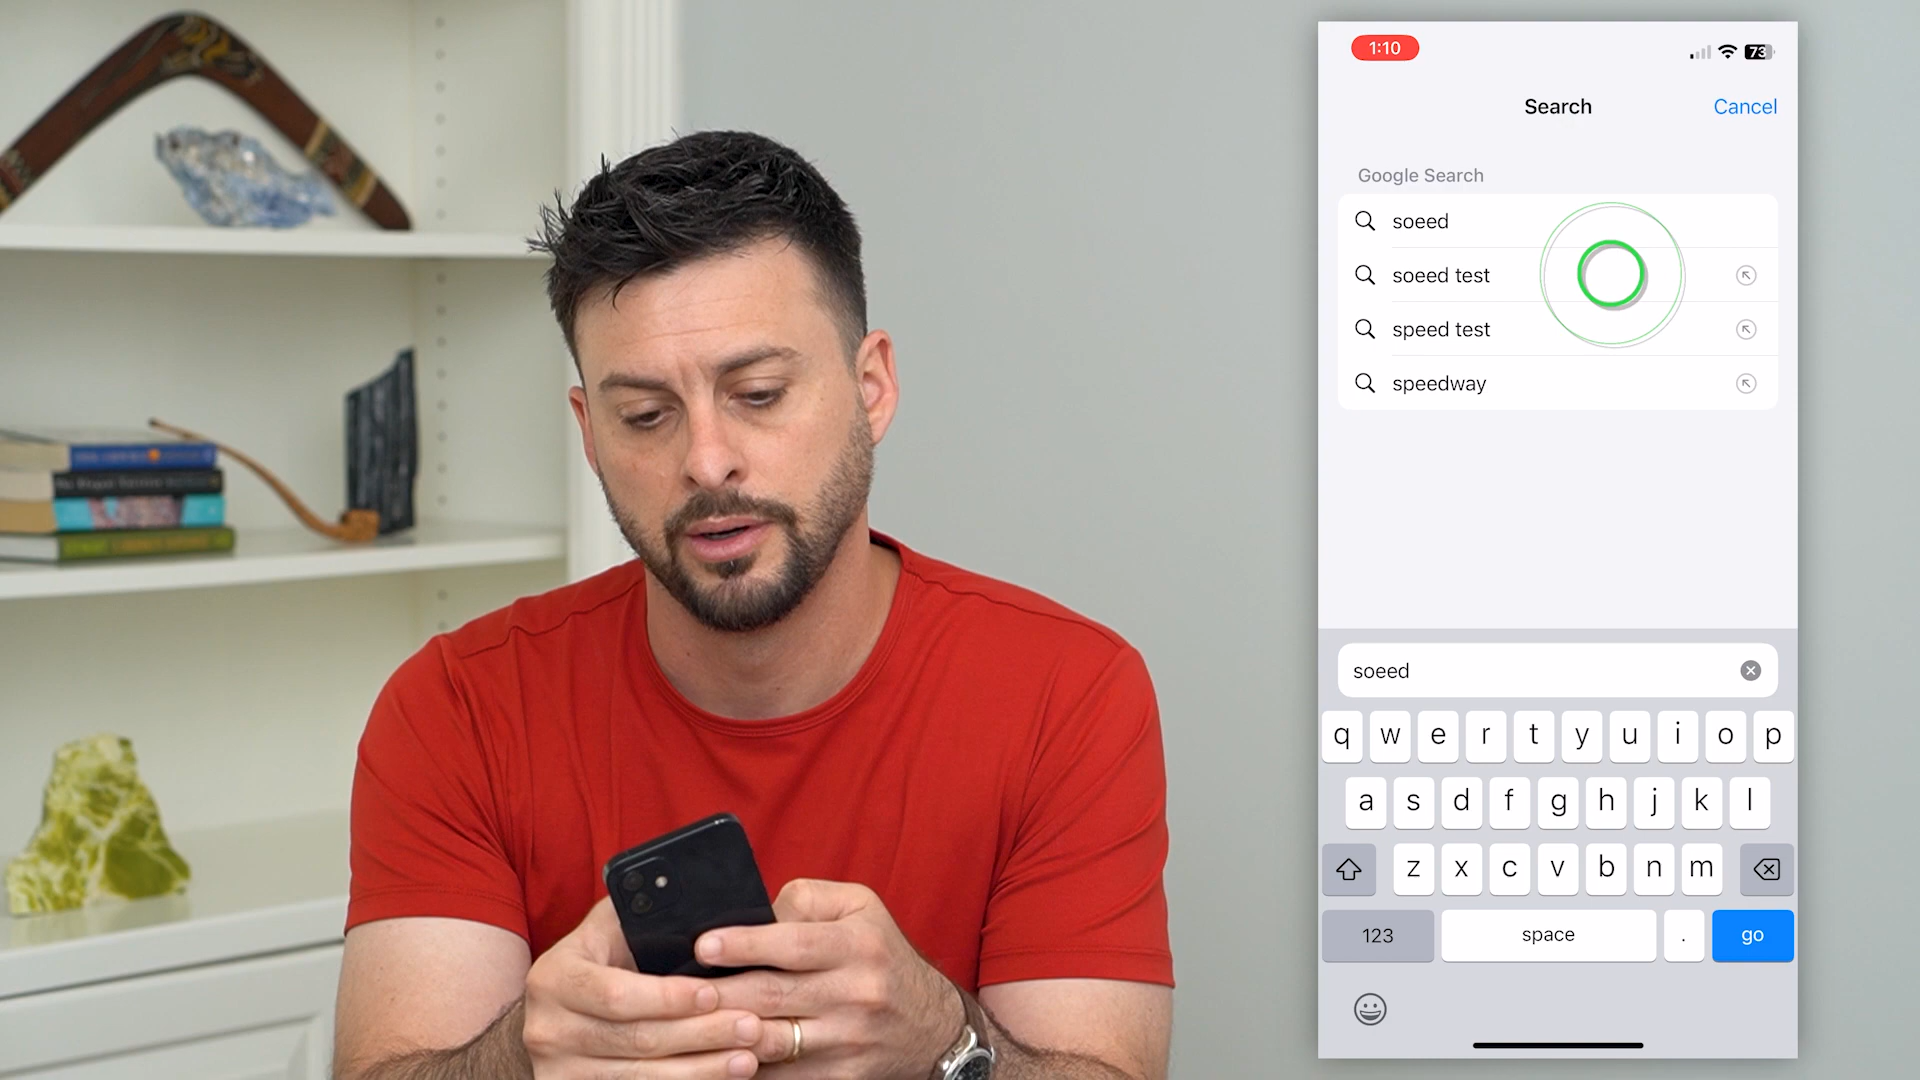 1:10
73
Search
Cancel
Google Search
soeed
soeed test
speed test
speedway
soeed
q w e r t y u i o p
a s d f g h j k l
z x c v b n m
123 space . go